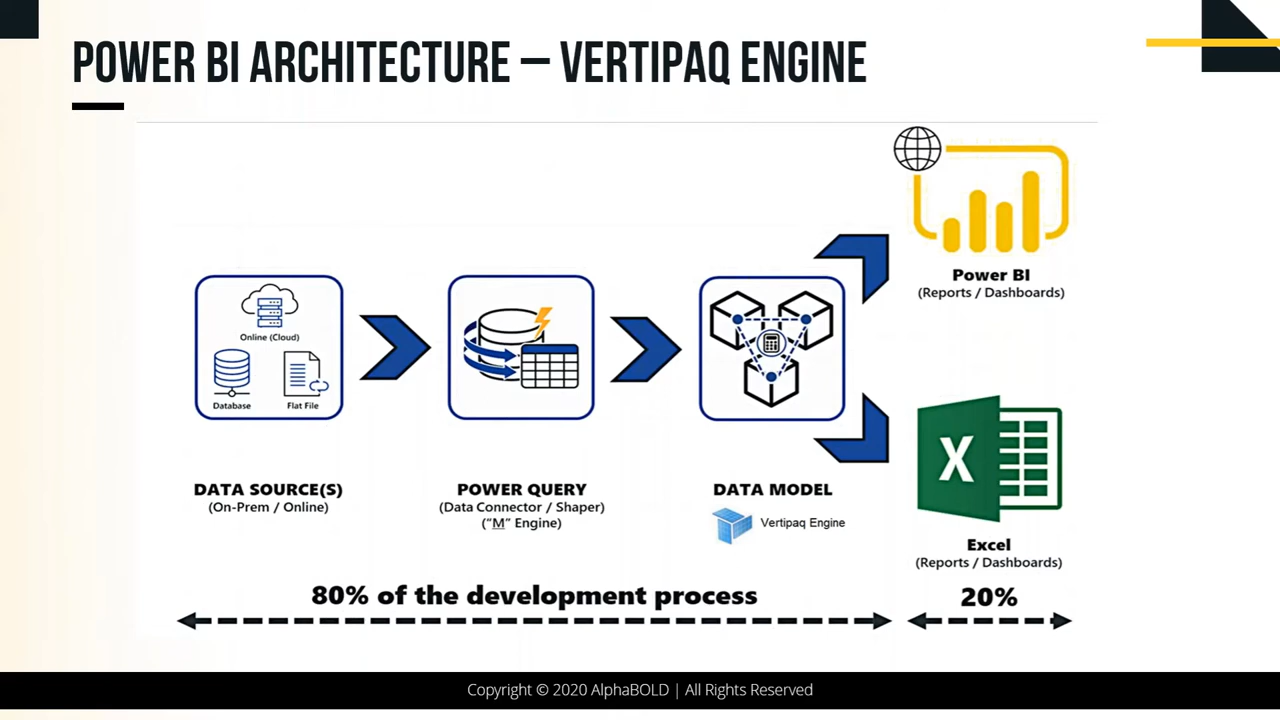 POWER BI ARCHITECTURE – VERTIPAQ ENGINE
Online (Cloud)
Database
Flat File
DATA SOURCE(S)
(On-Prem / Online)
POWER QUERY
(Data Connector / Shaper)
("M" Engine)
DATA MODEL
Vertipaq Engine
Power BI
(Reports / Dashboards)
X
Excel
(Reports / Dashboards)
80% of the development process
20%
Copyright © 2020 AlphaBOLD | All Rights Reserved